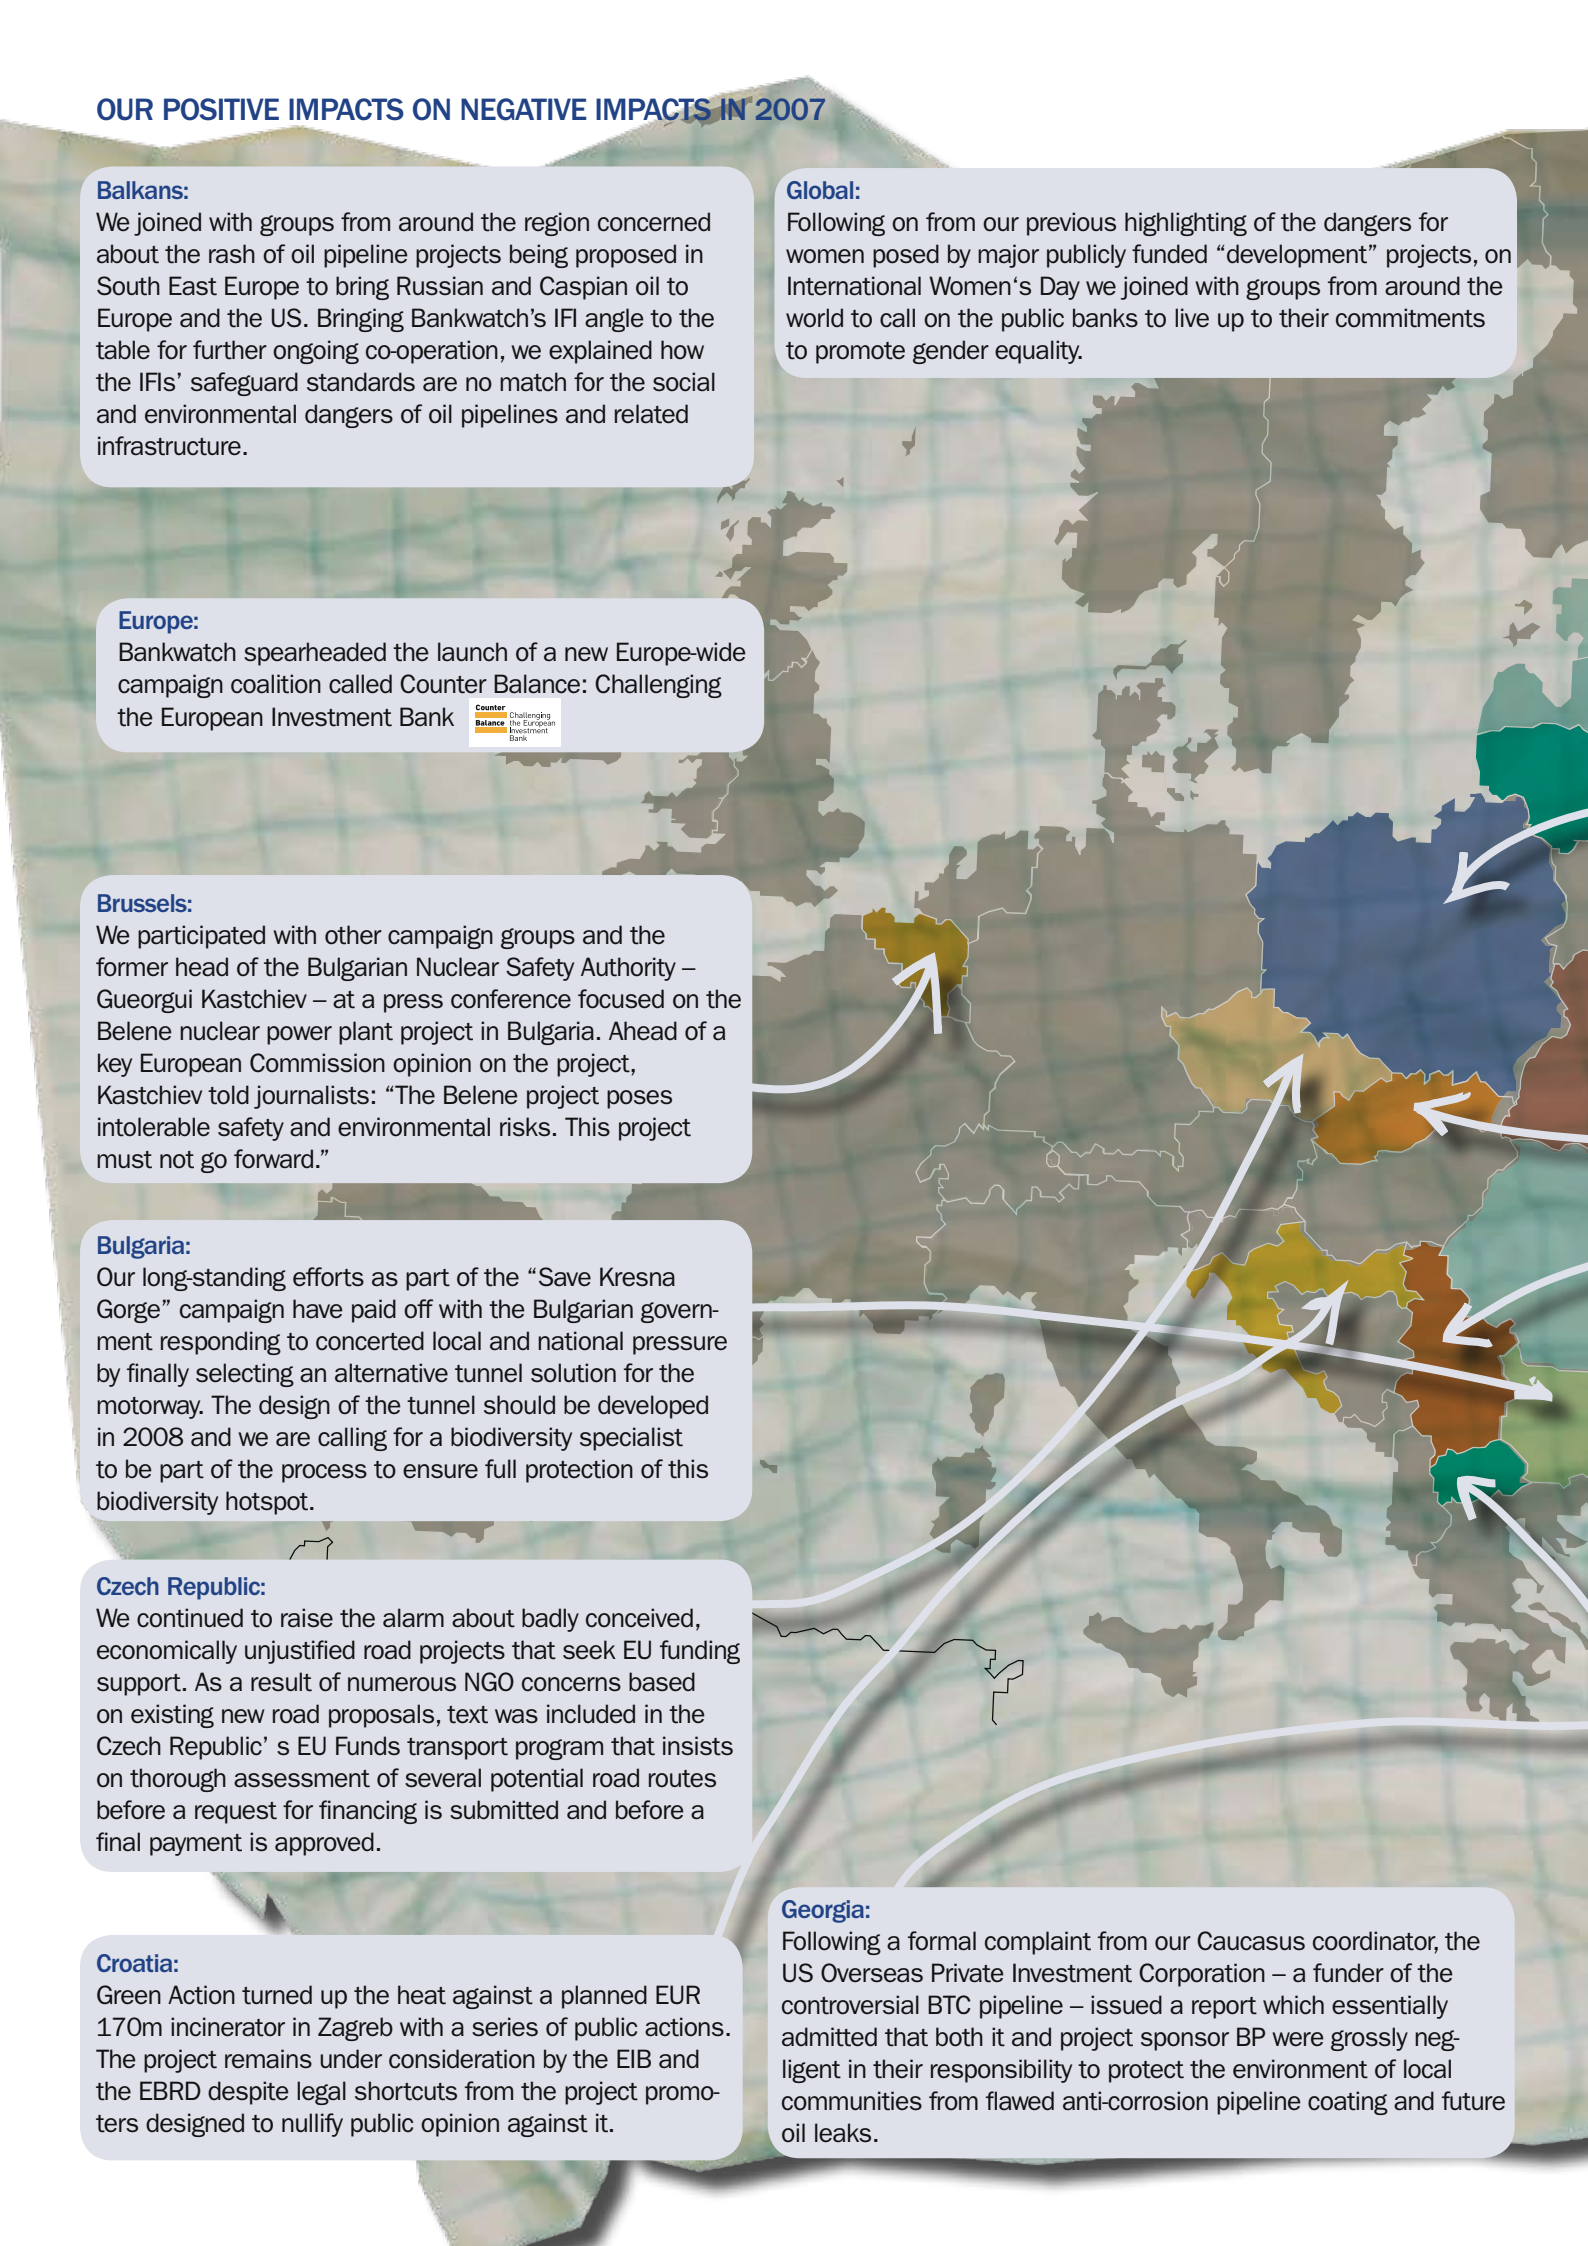 OUR POSITIVE IMPACTS ON NEGATIVE IMPACTS IN 2007
Balkans:
We joined with groups from around the region concerned
about the rash of oil pipeline projects being proposed in
South East Europe to bring Russian and Caspian oil to
Europe and the US. Bringing Bankwatch’s IFI angle to the
table for further ongoing co-operation, we explained how
the IFIs’ safeguard standards are no match for the social
and environmental dangers of oil pipelines and related
infrastructure.
Global:
Following on from our previous highlighting of the dangers for
women posed by major publicly funded “development” projects, on
International Women‘s Day we joined with groups from around the
world to call on the public banks to live up to their commitments
to promote gender equality.
Europe:
Bankwatch spearheaded the launch of a new Europe-wide
campaign coalition called Counter Balance: Challenging
the European Investment Bank
Counter
Balance
Challenging
the European
Investment
Bank
Brussels:
We participated with other campaign groups and the
former head of the Bulgarian Nuclear Safety Authority –
Gueorgui Kastchiev – at a press conference focused on the
Belene nuclear power plant project in Bulgaria. Ahead of a
key European Commission opinion on the project,
Kastchiev told journalists: “The Belene project poses
intolerable safety and environmental risks. This project
must not go forward.”
Bulgaria:
Our long-standing efforts as part of the “Save Kresna
Gorge” campaign have paid off with the Bulgarian govern-
ment responding to concerted local and national pressure
by finally selecting an alternative tunnel solution for the
motorway. The design of the tunnel should be developed
in 2008 and we are calling for a biodiversity specialist
to be part of the process to ensure full protection of this
biodiversity hotspot.
Czech Republic:
We continued to raise the alarm about badly conceived,
economically unjustified road projects that seek EU funding
support. As a result of numerous NGO concerns based
on existing new road proposals, text was included in the
Czech Republic’ s EU Funds transport program that insists
on thorough assessment of several potential road routes
before a request for financing is submitted and before a
final payment is approved.
Croatia:
Green Action turned up the heat against a planned EUR
170m incinerator in Zagreb with a series of public actions.
The project remains under consideration by the EIB and
the EBRD despite legal shortcuts from the project promo-
ters designed to nullify public opinion against it.
Georgia:
Following a formal complaint from our Caucasus coordinator, the
US Overseas Private Investment Corporation – a funder of the
controversial BTC pipeline – issued a report which essentially
admitted that both it and project sponsor BP were grossly neg-
ligent in their responsibility to protect the environment of local
communities from flawed anti-corrosion pipeline coating and future
oil leaks.